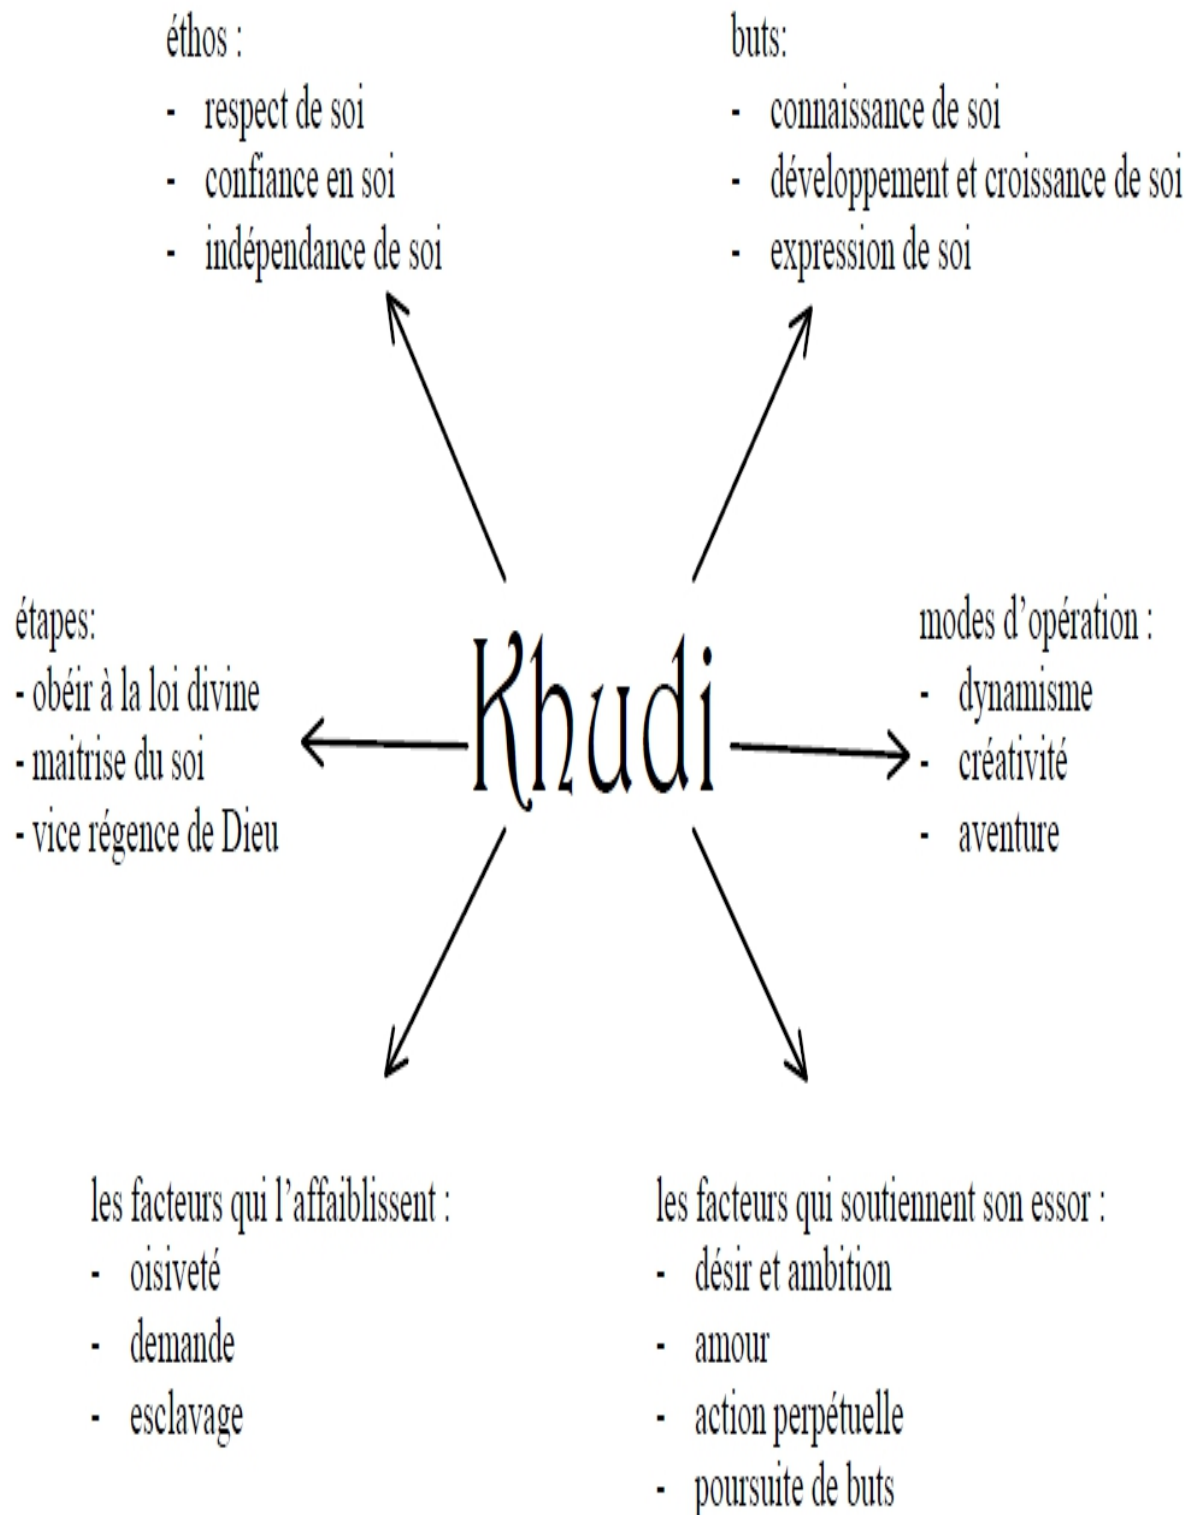 éthos :
- respect de soi
- confiance en soi
- indépendance de soi
buts:
- connaissance de soi
- développement et croissance de soi
- expression de soi
étapes:
- obéir à la loi divine
- maitrise du soi
- vice régence de Dieu
Khudi
modes d’opération :
- dynamisme
- créativité
- aventure
les facteurs qui l’affaiblissent :
- oisiveté
- demande
- esclavage
les facteurs qui soutiennent son essor :
- désir et ambition
- amour
- action perpétuelle
- poursuite de buts